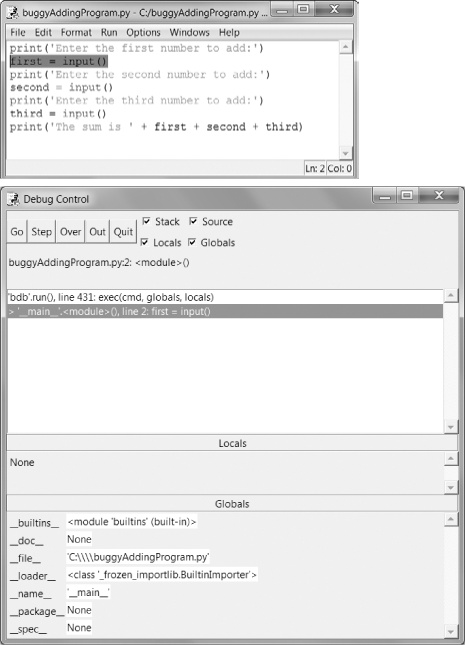 buggyAddingProgram.py - C:/buggyAddingProgram.py ...
File Edit Format Run Options Windows Help
print('Enter the first number to add:')
first = input()
print('Enter the second number to add:')
second = input()
print('Enter the third number to add:')
third = input()
print('The sum is ' + first + second + third)
Ln: 2 Col: 0
Debug Control
Go Step Over Out Quit Stack Source
Locals Globals
buggyAddingProgram.py:2: <module>()
'bdb'.run(), line 431: exec(cmd, globals, locals)
> '__main__'.<module>(), line 2: first = input()
Locals
None
Globals
__builtins__ <module 'builtins' (built-in)>
__doc__ None
__file__ 'C:\\\\buggyAddingProgram.py'
__loader__ <class '_frozen_importlib.BuiltinImporter'>
__name__ '__main__'
__package__ None
__spec__ None